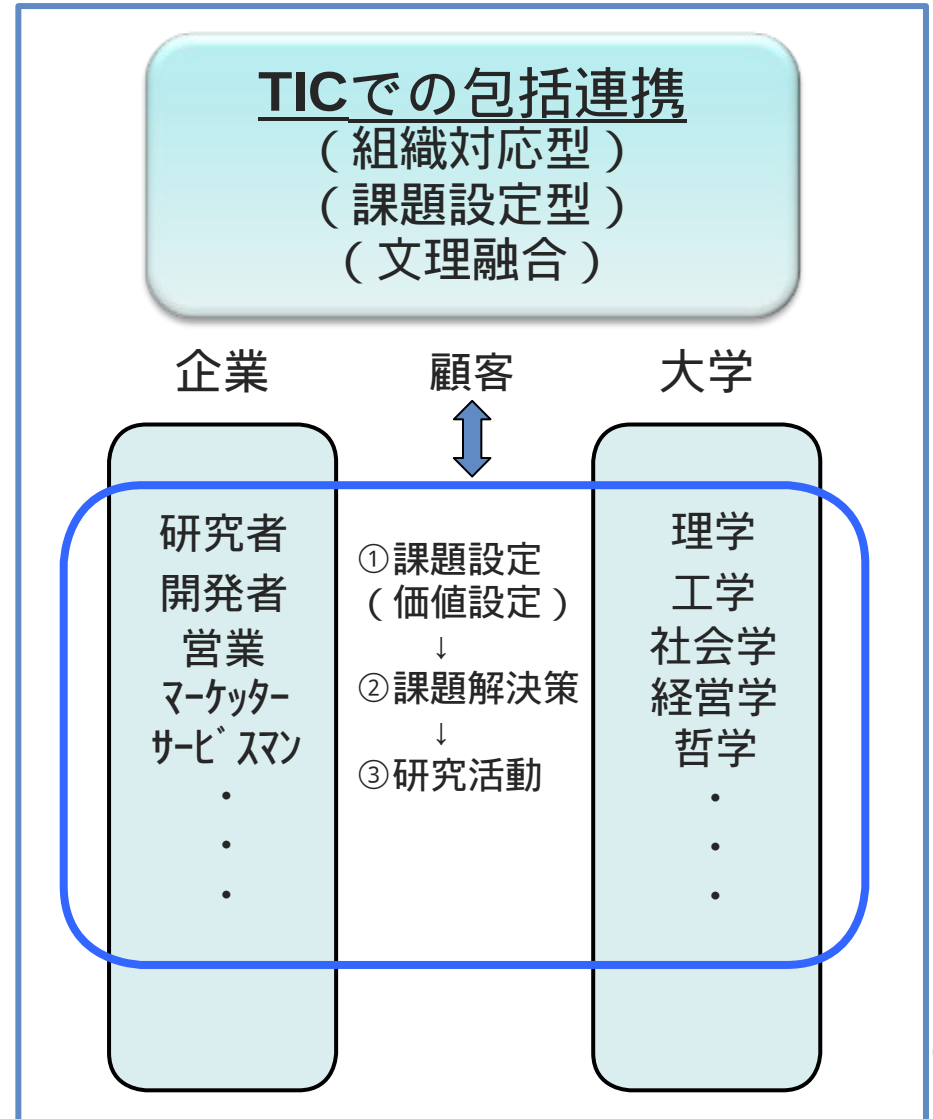 TICでの包括連携
（組織対応型）
（課題設定型）
（文理融合）
企業
顧客
大学
研究者
開発者
営業
ﾏｰｹｯﾀｰ
ｻｰﾋﾞｽﾏﾝ
・
・
・
①課題設定
（価値設定）
↓
②課題解決策
↓
③研究活動
理学
工学
社会学
経営学
哲学
・
・
・